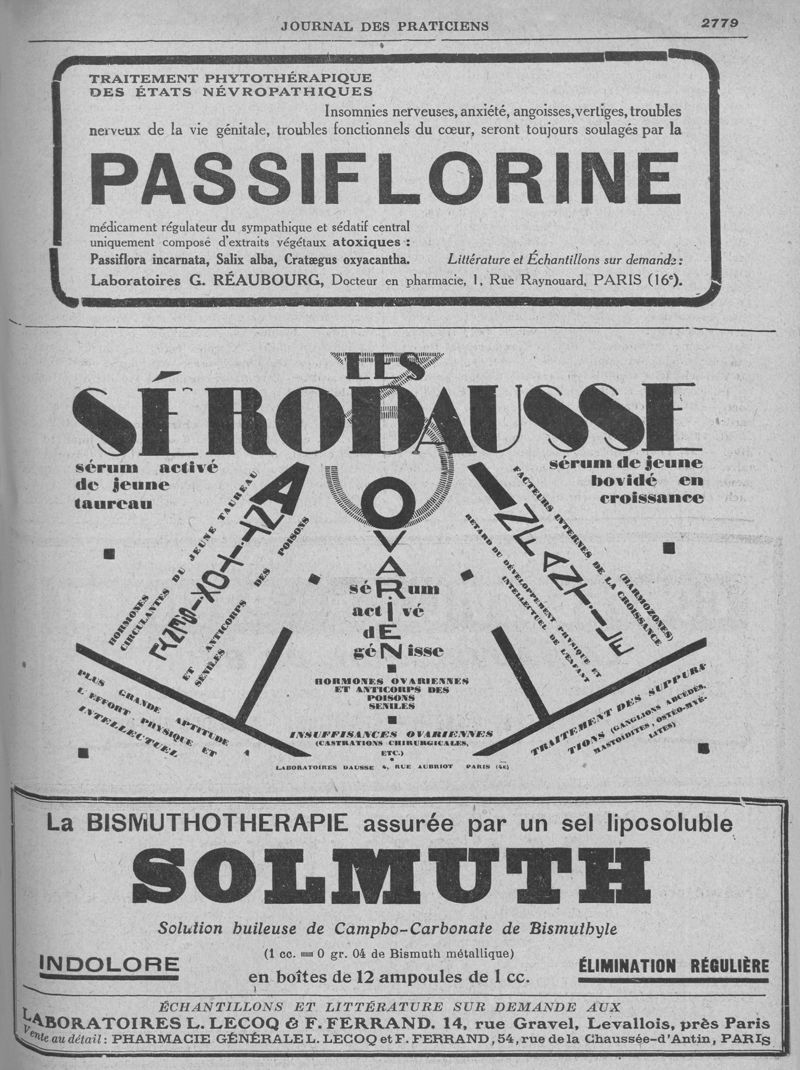 JOURNAL DES PRATICIENS
2779
TRAITEMENT PHYTOTHÉRAPIQUE
DES ÉTATS NÉVROPATHIQUES
Insomnies nerveuses, anxiété, angoisses, vertiges, troubles
nerveux de la vie génitale, troubles fonctionnels du cœur, seront toujours soulagés par la
PASSIFLORINE
médicament régulateur du sympathique et sédatif central
uniquement composé d'extraits végétaux atoxiques :
Passiflora incarnata, Salix alba, Cratægus oxyacantha.
Littérature et Échantillons sur demande :
Laboratoires G. RÉAUBOURG, Docteur en pharmacie, 1, Rue Raynouard, PARIS (16e).
LES
SÉRODAUSSE
sérum activé
de jeune
taureau
ANTITOXI-SÉNYL
HORMONES
CIRCULANTES DU JEUNE TAUREAU
ET ANTICORPS DES POISONS
SÉNILES
PLUS GRANDE APTITUDE
L'EFFORT PHYSIQUE ET
INTELLECTUEL
OVARIEN
séRum
actIvé
dE
géNisse
HORMONES OVARIENNES
ET ANTICORPS DES
POISONS
SENILES
INSUFFISANCES OVARIENNES
(CASTRATIONS CHIRURGICALES,
ETC.)
LABORATOIRES DAUSSE 4, RUE AUBRIOT PARIS (4E)
sérum de jeune
bovidé en
croissance
INFANTILE
FACTEURS INTERNES DE LA CROISSANCE
(HARMOZONES)
RETARD DU DÉVELOPPEMENT PHYSIQUE ET
INTELLECTUEL DE L'ENFANT
TRAITEMENT DES SUPPURA-
TIONS (GANGLIONS ABCÉDÉS,
MASTOIDITES, OSTÉO-MYÉ-
LITES)
La BISMUTHOTHERAPIE assurée par un sel liposoluble
SOLMUTH
Solution huileuse de Campho-Carbonate de Bismuthyle
(1 cc. = 0 gr. 04 de Bismuth métallique)
INDOLORE
en boîtes de 12 ampoules de 1 cc.
ÉLIMINATION RÉGULIÈRE
ÉCHANTILLONS ET LITTÉRATURE SUR DEMANDE AUX
LABORATOIRES L. LECOQ & F. FERRAND. 14, rue Gravel, Levallois, près Paris
Vente au détail : PHARMACIE GÉNÉRALE L. LECOQ et F. FERRAND, 54, rue de la Chaussée-d'Antin, PARIS